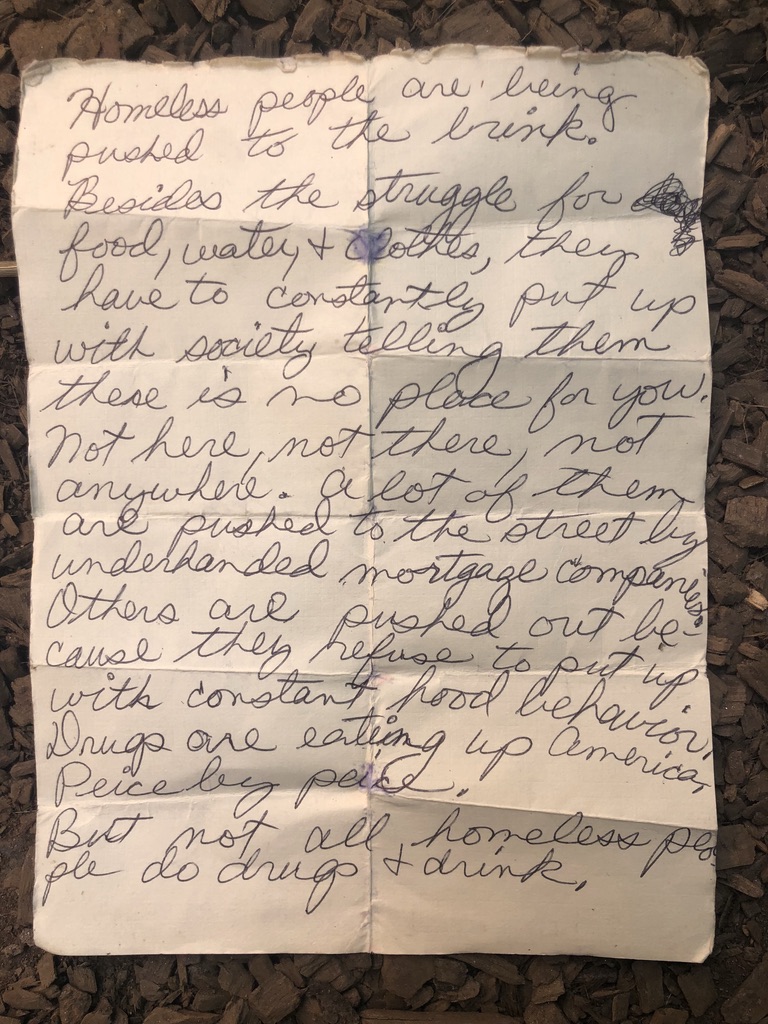 Homeless people are being
pushed to the brink.
Besides the struggle for
food, water, + clothes, they
have to constantly put up
with society telling them
there is no place for you.
Not here, not there, not
anywhere. A lot of them
are pushed to the street by
underhanded mortgage companies.
Others are pushed out be-
cause they refuse to put up
with constant hood behavior.
Drugs are eating up America,
Peice by peice.
But not all homeless peo
ple do drugs + drink.